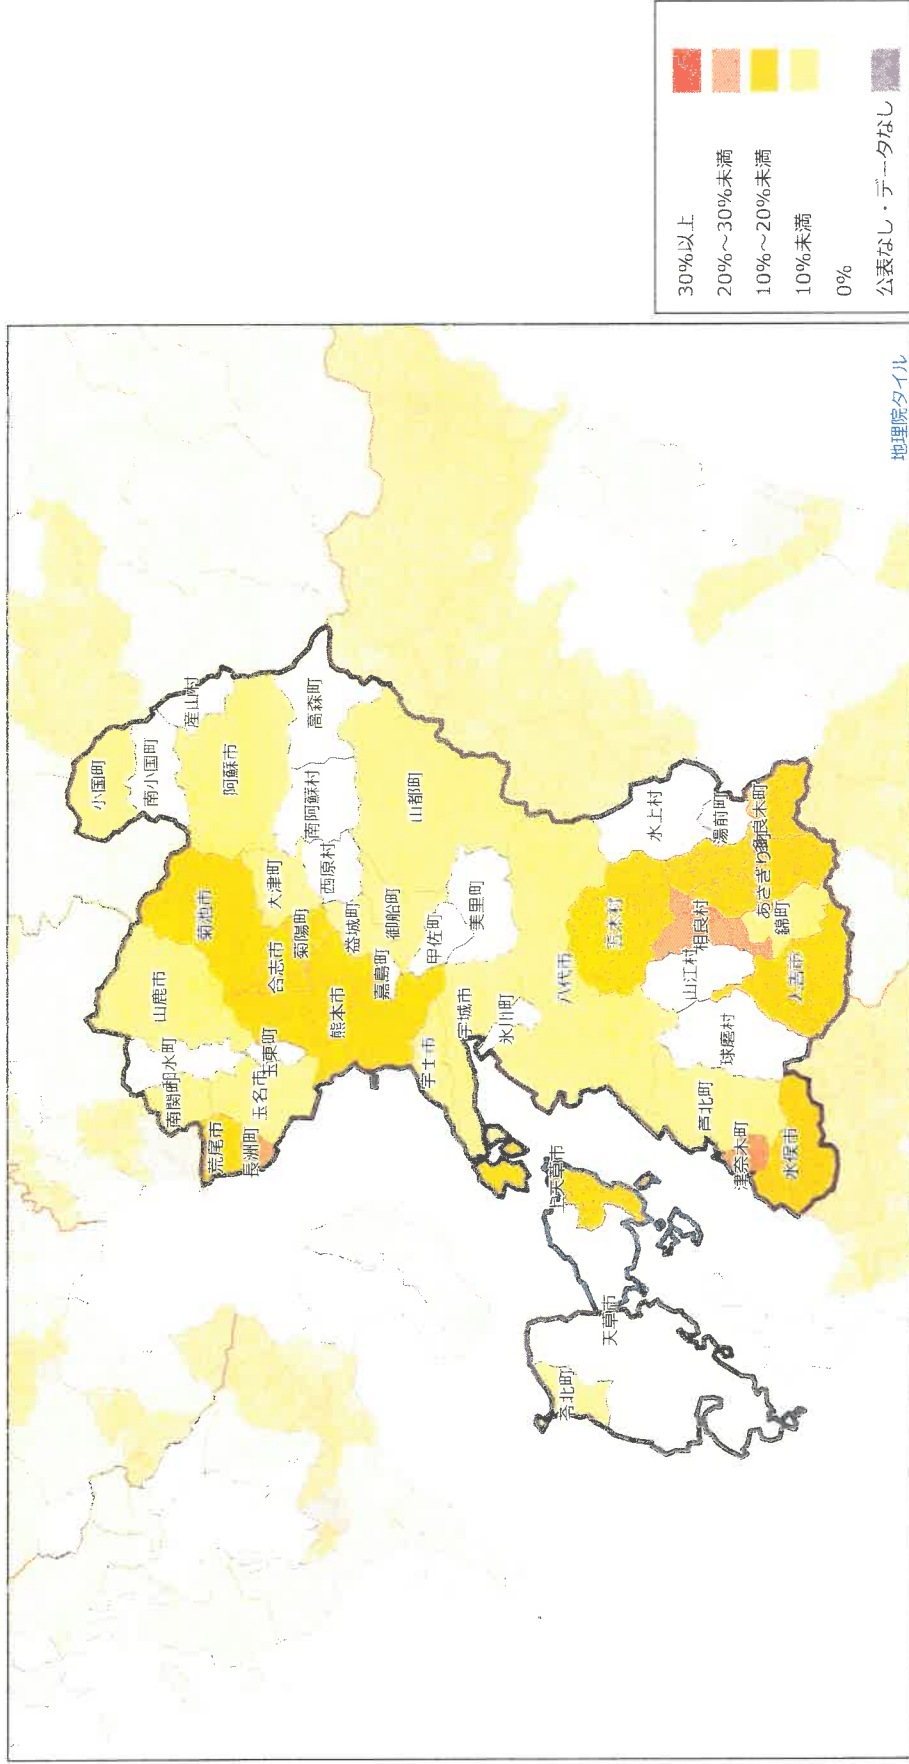 小国町
南小国町
産山村
阿蘇市
高森町
南阿蘇村
西原村
大津町
菊池市
菊陽町
合志市
山鹿市
和水町
南関町
玉東町
玉名市
荒尾市
長洲町
熊本市
益城町
嘉島町
御船町
山都町
甲佐町
美里町
宇土市
宇城市
氷川町
八代市
上天草市
天草市
苓北町
五木村
水上村
湯前町
多良木町
あさぎり町
相良村
錦町
山江村
人吉市
球磨村
芦北町
津奈木町
水俣市
地理院タイル
30%以上
20%～30%未満
10%～20%未満
10%未満
0%
公表なし・データなし